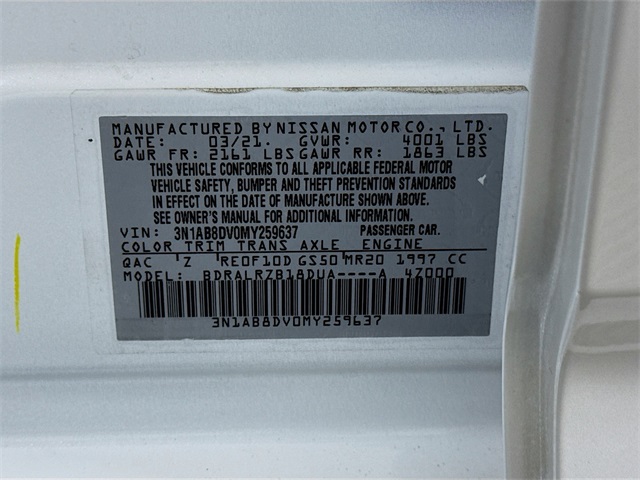 MANUFACTURED BY NISSAN MOTOR CO., LTD.
DATE: 03/21. GVWR: 4001 LBS
GAWR FR: 2161 LBS GAWR RR: 1863 LBS
THIS VEHICLE CONFORMS TO ALL APPLICABLE FEDERAL MOTOR
VEHICLE SAFETY, BUMPER AND THEFT PREVENTION STANDARDS
IN EFFECT ON THE DATE OF MANUFACTURE SHOWN ABOVE.
SEE OWNER'S MANUAL FOR ADDITIONAL INFORMATION.
VIN: 3N1AB8DV0MY259637 PASSENGER CAR.
COLOR TRIM TRANS AXLE ENGINE
QAC 'Z RE0F10D GS50 MR20 1997 CC
MODEL: BDRALRZB18DUA----A 4Z000
3N1AB8DV0MY259637